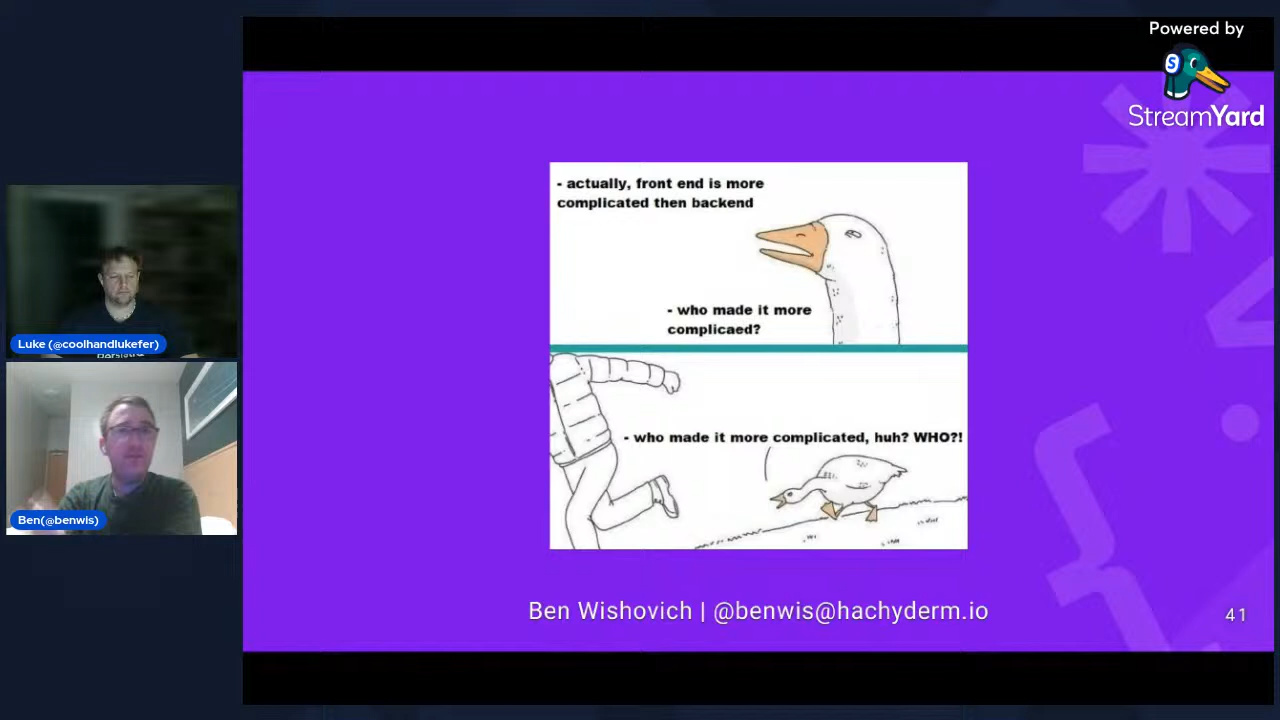 Powered by
S
StreamYard
- actually, front end is more
complicated then backend
- who made it more
complicaed?
- who made it more complicated, huh? WHO?!
Luke (@coolhandlukefer)
Ben(@benwis)
Ben Wishovich | @benwis@hachyderm.io
41